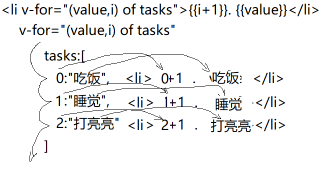 <li v-for="(value,i) of tasks">{{i+1}}. {{value}}</li>
v-for="(value,i) of tasks"
tasks:[
0:"吃饭", <li> 0+1 . 吃饭 </li>
1:"睡觉", <li> 1+1 . 睡觉 </li>
2:"打亮亮" <li> 2+1 . 打亮亮 </li>
]